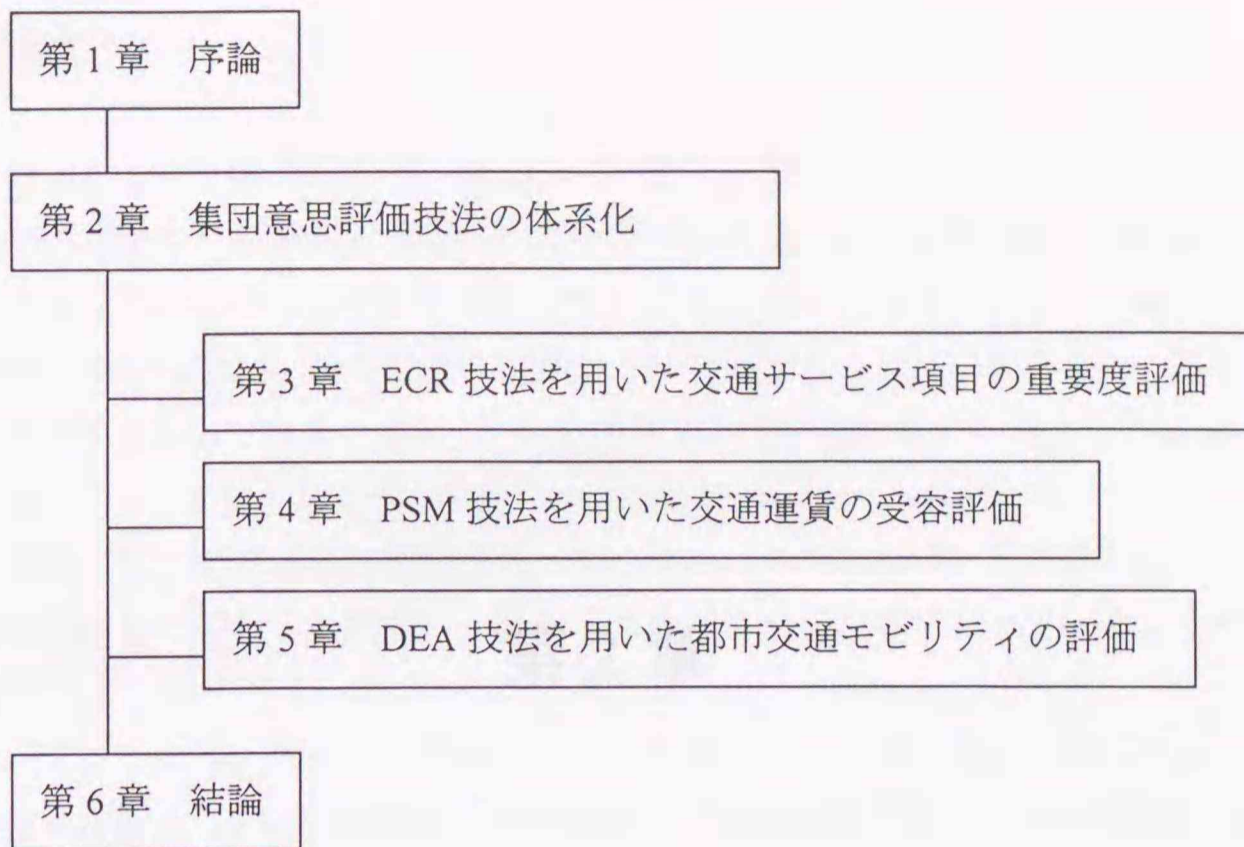 第1章　序論
第2章　集団意思評価技法の体系化
第3章　ECR 技法を用いた交通サービス項目の重要度評価
第4章　PSM 技法を用いた交通運賃の受容評価
第5章　DEA 技法を用いた都市交通モビリティの評価
第6章　結論